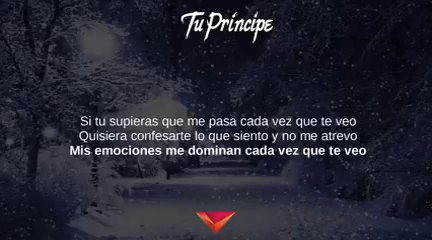 Tu Príncipe
Si tu supieras que me pasa cada vez que te veo
Quisiera confesarte lo que siento y no me atrevo
Mis emociones me dominan cada vez que te veo